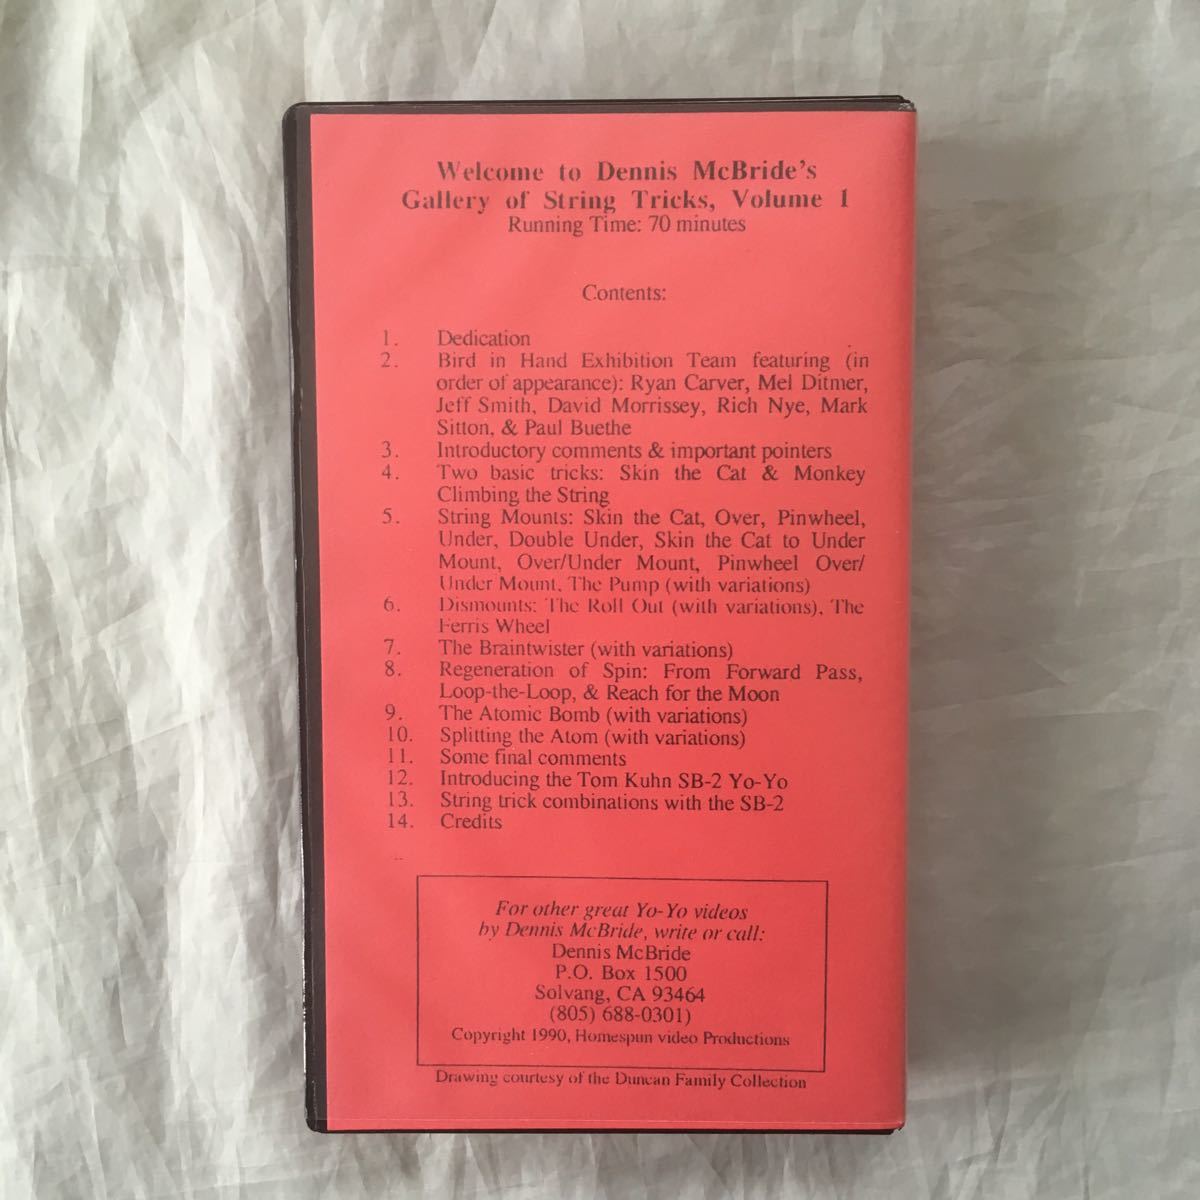 Welcome to Dennis McBride's
Gallery of String Tricks, Volume 1
Running Time: 70 minutes
Contents:
1. Dedication
2. Bird in Hand Exhibition Team featuring (in
order of appearance): Ryan Carver, Mel Ditmer,
Jeff Smith, David Morrissey, Rich Nye, Mark
Sitton, & Paul Buethe
3. Introductory comments & important pointers
4. Two basic tricks: Skin the Cat & Monkey
Climbing the String
5. String Mounts: Skin the Cat, Over, Pinwheel,
Under, Double Under, Skin the Cat to Under
Mount, Over/Under Mount, Pinwheel Over/
Under Mount, The Pump (with variations)
6. Dismounts: The Roll Out (with variations), The
Ferris Wheel
7. The Braintwister (with variations)
8. Regeneration of Spin: From Forward Pass,
Loop-the-Loop, & Reach for the Moon
9. The Atomic Bomb (with variations)
10. Splitting the Atom (with variations)
11. Some final comments
12. Introducing the Tom Kuhn SB-2 Yo-Yo
13. String trick combinations with the SB-2
14. Credits
For other great Yo-Yo videos
by Dennis McBride, write or call:
Dennis McBride
P.O. Box 1500
Solvang, CA 93464
(805) 688-0301)
Copyright 1990, Homespun video Productions
Drawing courtesy of the Duncan Family Collection